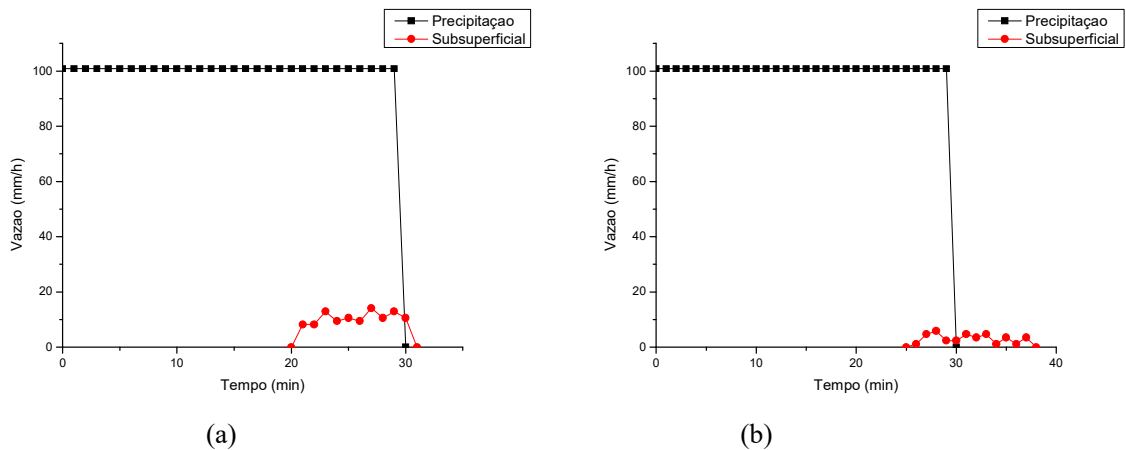 Precipitaçao
Subsuperficial
100
80
60
40
20
0
Vazao (mm/h)
0 10 20 30
Tempo (min)
(a)
Precipitaçao
Subsuperficial
100
80
60
40
20
0
Vazao (mm/h)
0 10 20 30 40
Tempo (min)
(b)